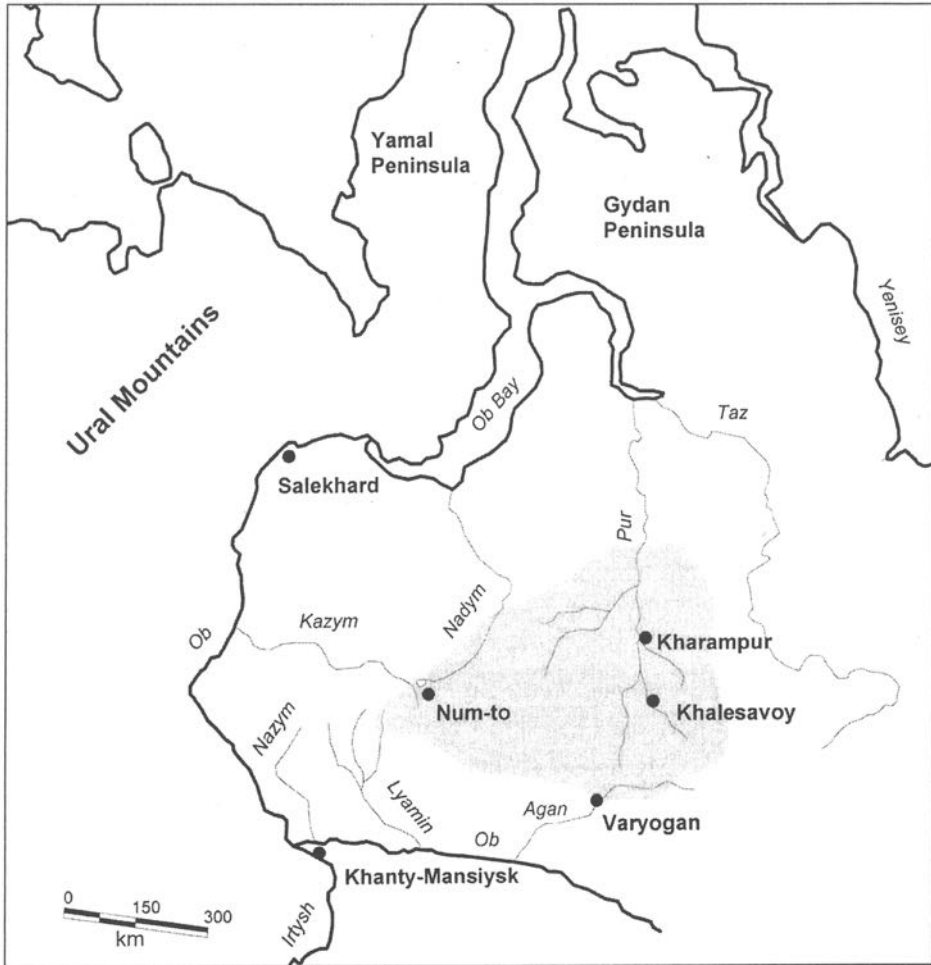 Yamal
Peninsula
Gydan
Peninsula
Yenisey
Ural Mountains
Ob Bay
Taz
Salekhard
Pur
Nadym
Kazym
Ob
Kharampur
Num-to
Khalesavoy
Nazym
Lyamin
Agan
Ob
Varyogan
Khanty-Mansiysk
Irtysh
0 150 300
km